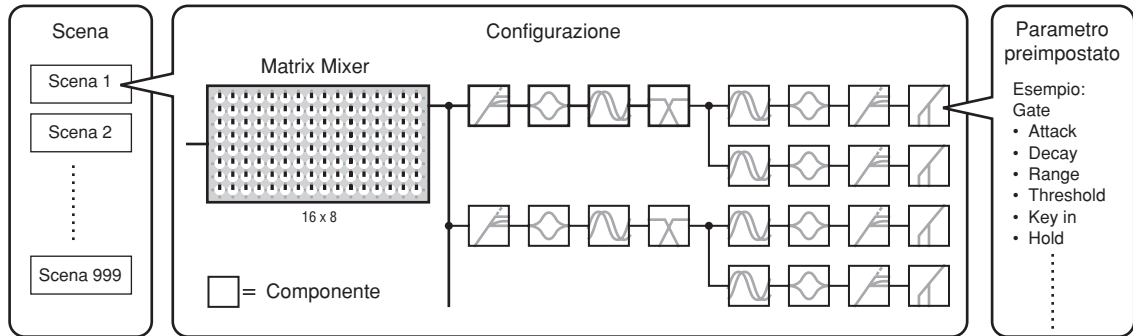 Scena
Scena 1
Scena 2
Scena 999
Configurazione
Matrix Mixer
16 x 8
= Componente
Parametro
preimpostato
Esempio:
Gate
• Attack
• Decay
• Range
• Threshold
• Key in
• Hold